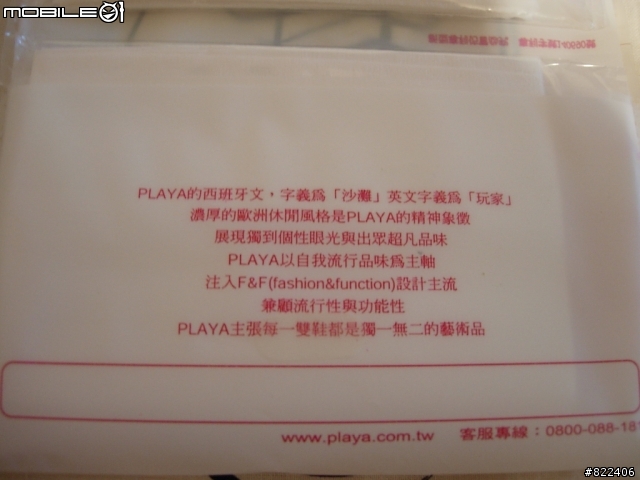 MOBILE01
PLAYA的西班牙文，字義為「沙灘」英文字義為「玩家」
濃厚的歐洲休閒風格是PLAYA的精神象徵
展現獨到個性眼光與出眾超凡品味
PLAYA以自我流行品味為主軸
注入F&F(fashion&function)設計主流
兼顧流行性與功能性
PLAYA主張每一雙鞋都是獨一無二的藝術品
www.playa.com.tw 客服專線：0800-088-18
#822406